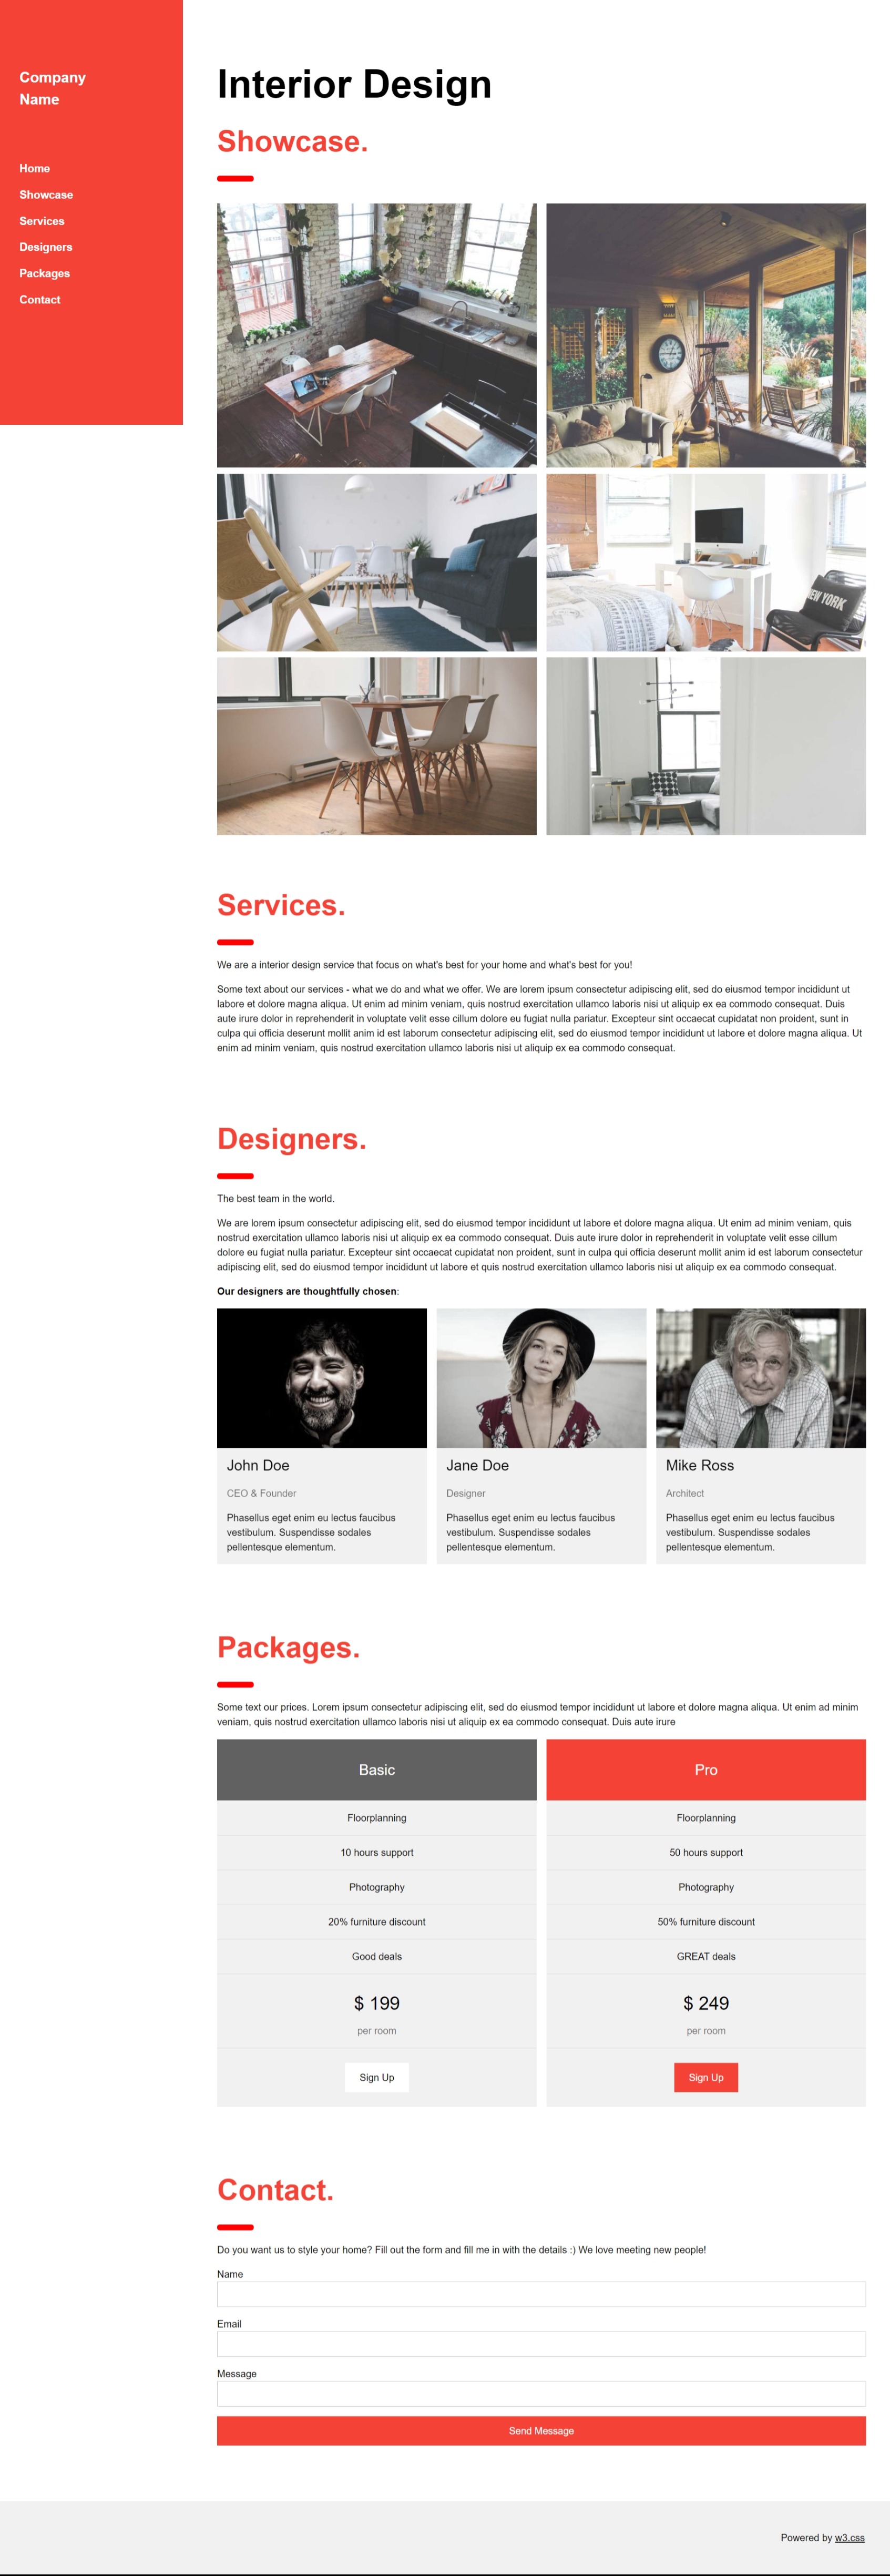 Company
Name
Home
Showcase
Services
Designers
Packages
Contact
Interior Design
Showcase.
NEW YORK
Services.
We are a interior design service that focus on what's best for your home and what's best for you!
Some text about our services - what we do and what we offer. We are lorem ipsum consectetur adipiscing elit, sed do eiusmod tempor incididunt ut
labore et dolore magna aliqua. Ut enim ad minim veniam, quis nostrud exercitation ullamco laboris nisi ut aliquip ex ea commodo consequat. Duis
aute irure dolor in reprehenderit in voluptate velit esse cillum dolore eu fugiat nulla pariatur. Excepteur sint occaecat cupidatat non proident, sunt in
culpa qui officia deserunt mollit anim id est laborum consectetur adipiscing elit, sed do eiusmod tempor incididunt ut labore et dolore magna aliqua. Ut
enim ad minim veniam, quis nostrud exercitation ullamco laboris nisi ut aliquip ex ea commodo consequat.
Designers.
The best team in the world.
We are lorem ipsum consectetur adipiscing elit, sed do eiusmod tempor incididunt ut labore et dolore magna aliqua. Ut enim ad minim veniam, quis
nostrud exercitation ullamco laboris nisi ut aliquip ex ea commodo consequat. Duis aute irure dolor in reprehenderit in voluptate velit esse cillum
dolore eu fugiat nulla pariatur. Excepteur sint occaecat cupidatat non proident, sunt in culpa qui officia deserunt mollit anim id est laborum consectetur
adipiscing elit, sed do eiusmod tempor incididunt ut labore et quis nostrud exercitation ullamco laboris nisi ut aliquip ex ea commodo consequat.
Our designers are thoughtfully chosen:
John Doe
CEO & Founder
Phasellus eget enim eu lectus faucibus
vestibulum. Suspendisse sodales
pellentesque elementum.
Jane Doe
Designer
Phasellus eget enim eu lectus faucibus
vestibulum. Suspendisse sodales
pellentesque elementum.
Mike Ross
Architect
Phasellus eget enim eu lectus faucibus
vestibulum. Suspendisse sodales
pellentesque elementum.
Packages.
Some text our prices. Lorem ipsum consectetur adipiscing elit, sed do eiusmod tempor incididunt ut labore et dolore magna aliqua. Ut enim ad minim
veniam, quis nostrud exercitation ullamco laboris nisi ut aliquip ex ea commodo consequat. Duis aute irure
Basic
Floorplanning
10 hours support
Photography
20% furniture discount
Good deals
$ 199
per room
Sign Up
Pro
Floorplanning
50 hours support
Photography
50% furniture discount
GREAT deals
$ 249
per room
Sign Up
Contact.
Do you want us to style your home? Fill out the form and fill me in with the details :) We love meeting new people!
Name
Email
Message
Send Message
Powered by w3.css